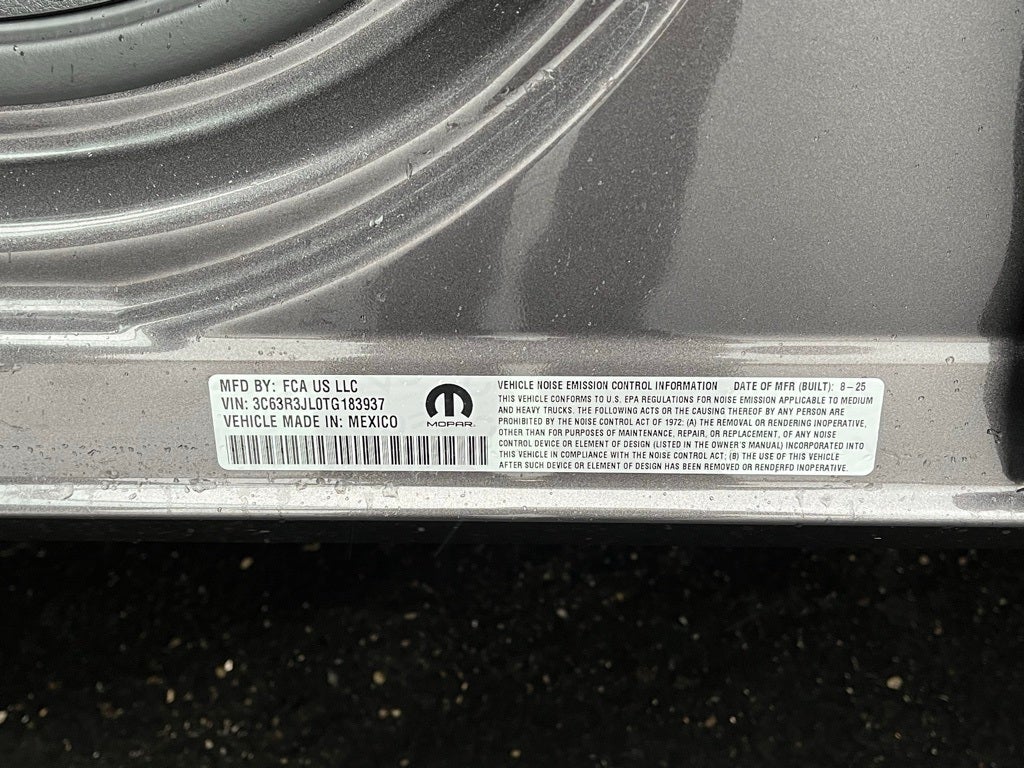 MFD BY: FCA US LLC
VIN: 3C63R3JL0TG183937
VEHICLE MADE IN: MEXICO
MOPAR
VEHICLE NOISE EMISSION CONTROL INFORMATION DATE OF MFR (BUILT): 8-25
THIS VEHICLE CONFORMS TO U.S. EPA REGULATIONS FOR NOISE EMISSION APPLICABLE TO MEDIUM
AND HEAVY TRUCKS. THE FOLLOWING ACTS OR THE CAUSING THEREOF BY ANY PERSON ARE
PROHIBITED BY THE NOISE CONTROL ACT OF 1972: (A) THE REMOVAL OR RENDERING INOPERATIVE,
OTHER THAN FOR PURPOSES OF MAINTENANCE, REPAIR, OR REPLACEMENT, OF ANY NOISE
CONTROL DEVICE OR ELEMENT OF DESIGN (LISTED IN THE OWNER'S MANUAL) INCORPORATED INTO
THIS VEHICLE IN COMPLIANCE WITH THE NOISE CONTROL ACT; (B) THE USE OF THIS VEHICLE
AFTER SUCH DEVICE OR ELEMENT OF DESIGN HAS BEEN REMOVED OR RENDERED INOPERATIVE.